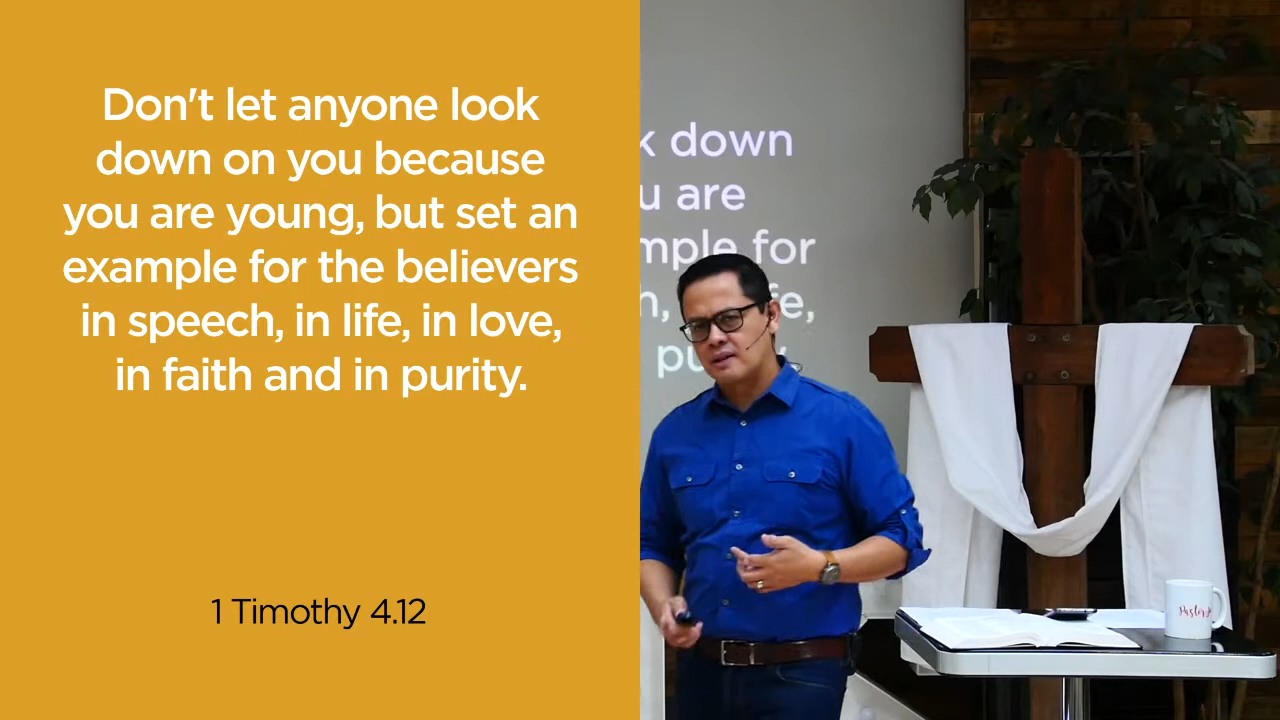 Don't let anyone look
down on you because
you are young, but set an
example for the believers
in speech, in life, in love,
in faith and in purity.
1 Timothy 4.12
down
are
for